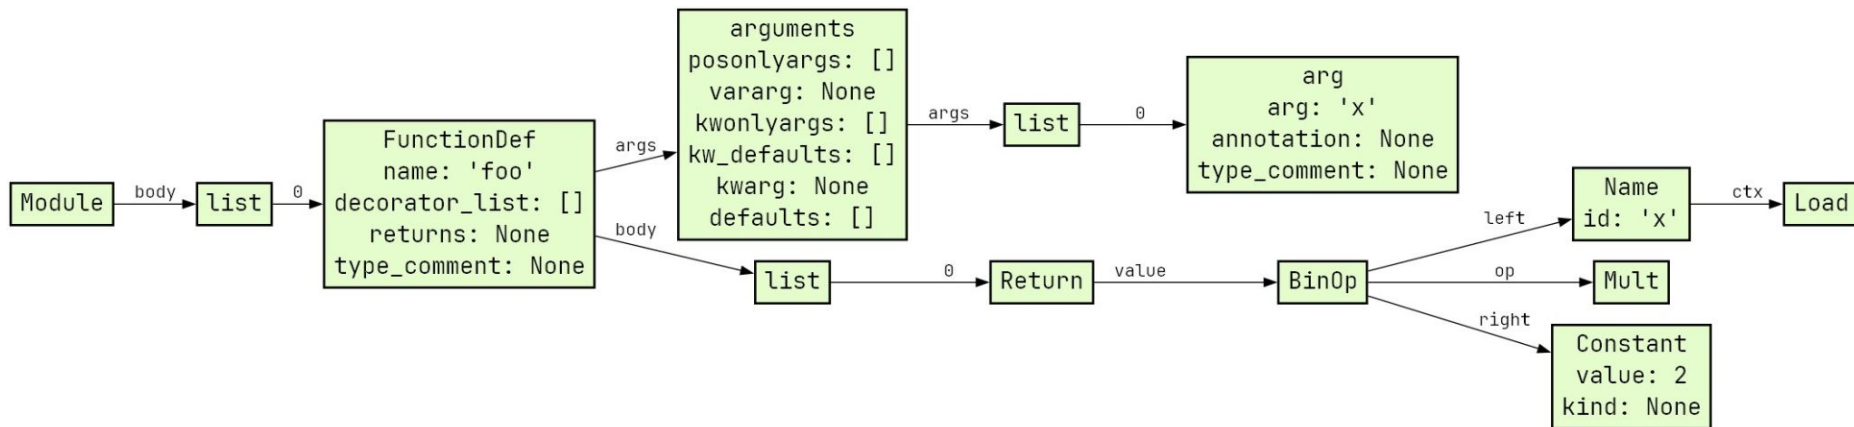 Module
body
list
0
FunctionDef
name: 'foo'
decorator_list: []
returns: None
type_comment: None
args
arguments
posonlyargs: []
vararg: None
kwonlyargs: []
kw_defaults: []
kwarg: None
defaults: []
args
list
0
arg
arg: 'x'
annotation: None
type_comment: None
body
list
0
Return
value
BinOp
left
Name
id: 'x'
ctx
Load
op
Mult
right
Constant
value: 2
kind: None